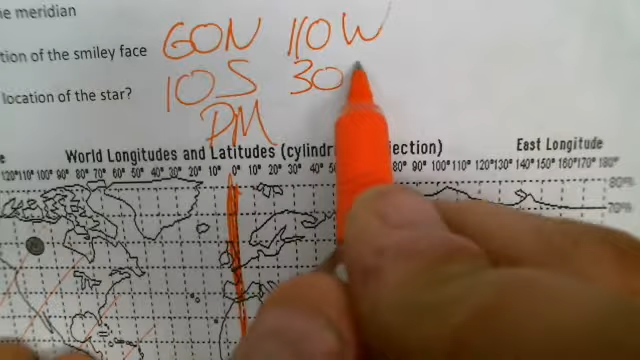 ne meridian
tion of the smiley face 60N 110W
location of the star? 10S 30
PM
World Longitudes and Latitudes (cylindr jection) East Longitude
120° 110° 100° 90° 80° 70° 60° 50° 40° 30° 20° 10° 0° 10° 20° 30° 40° 80° 90° 100° 110° 120° 130° 140° 150° 160° 170° 180°
80°
70°